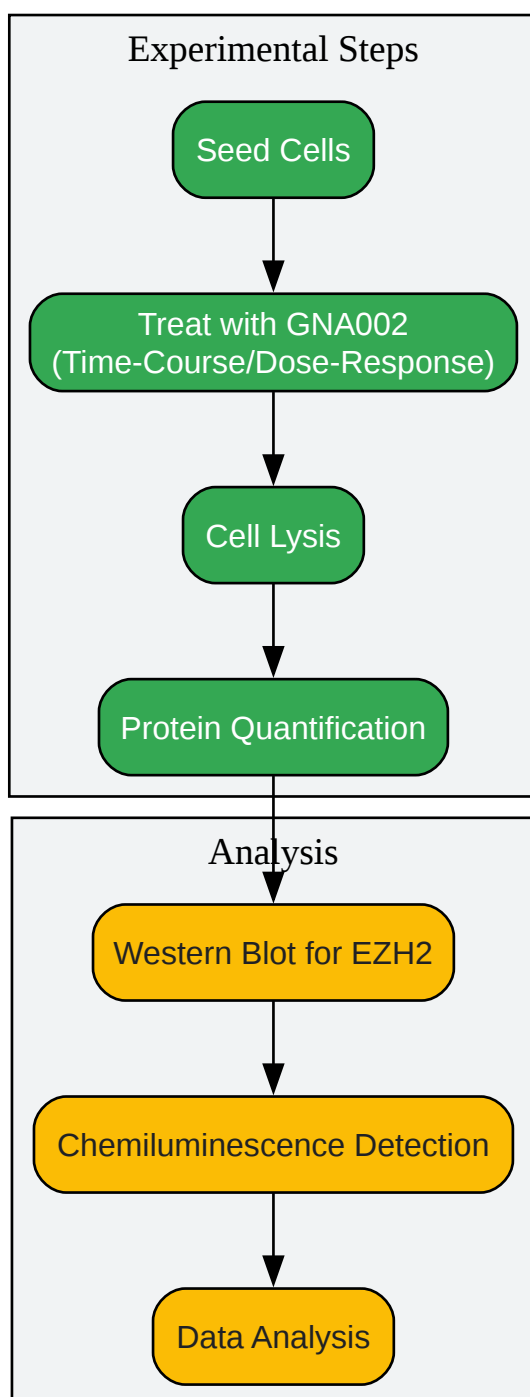 Experimental Steps
Seed Cells
Treat with GNA002
(Time-Course/Dose-Response)
Cell Lysis
Protein Quantification
Analysis
Western Blot for EZH2
Chemiluminescence Detection
Data Analysis